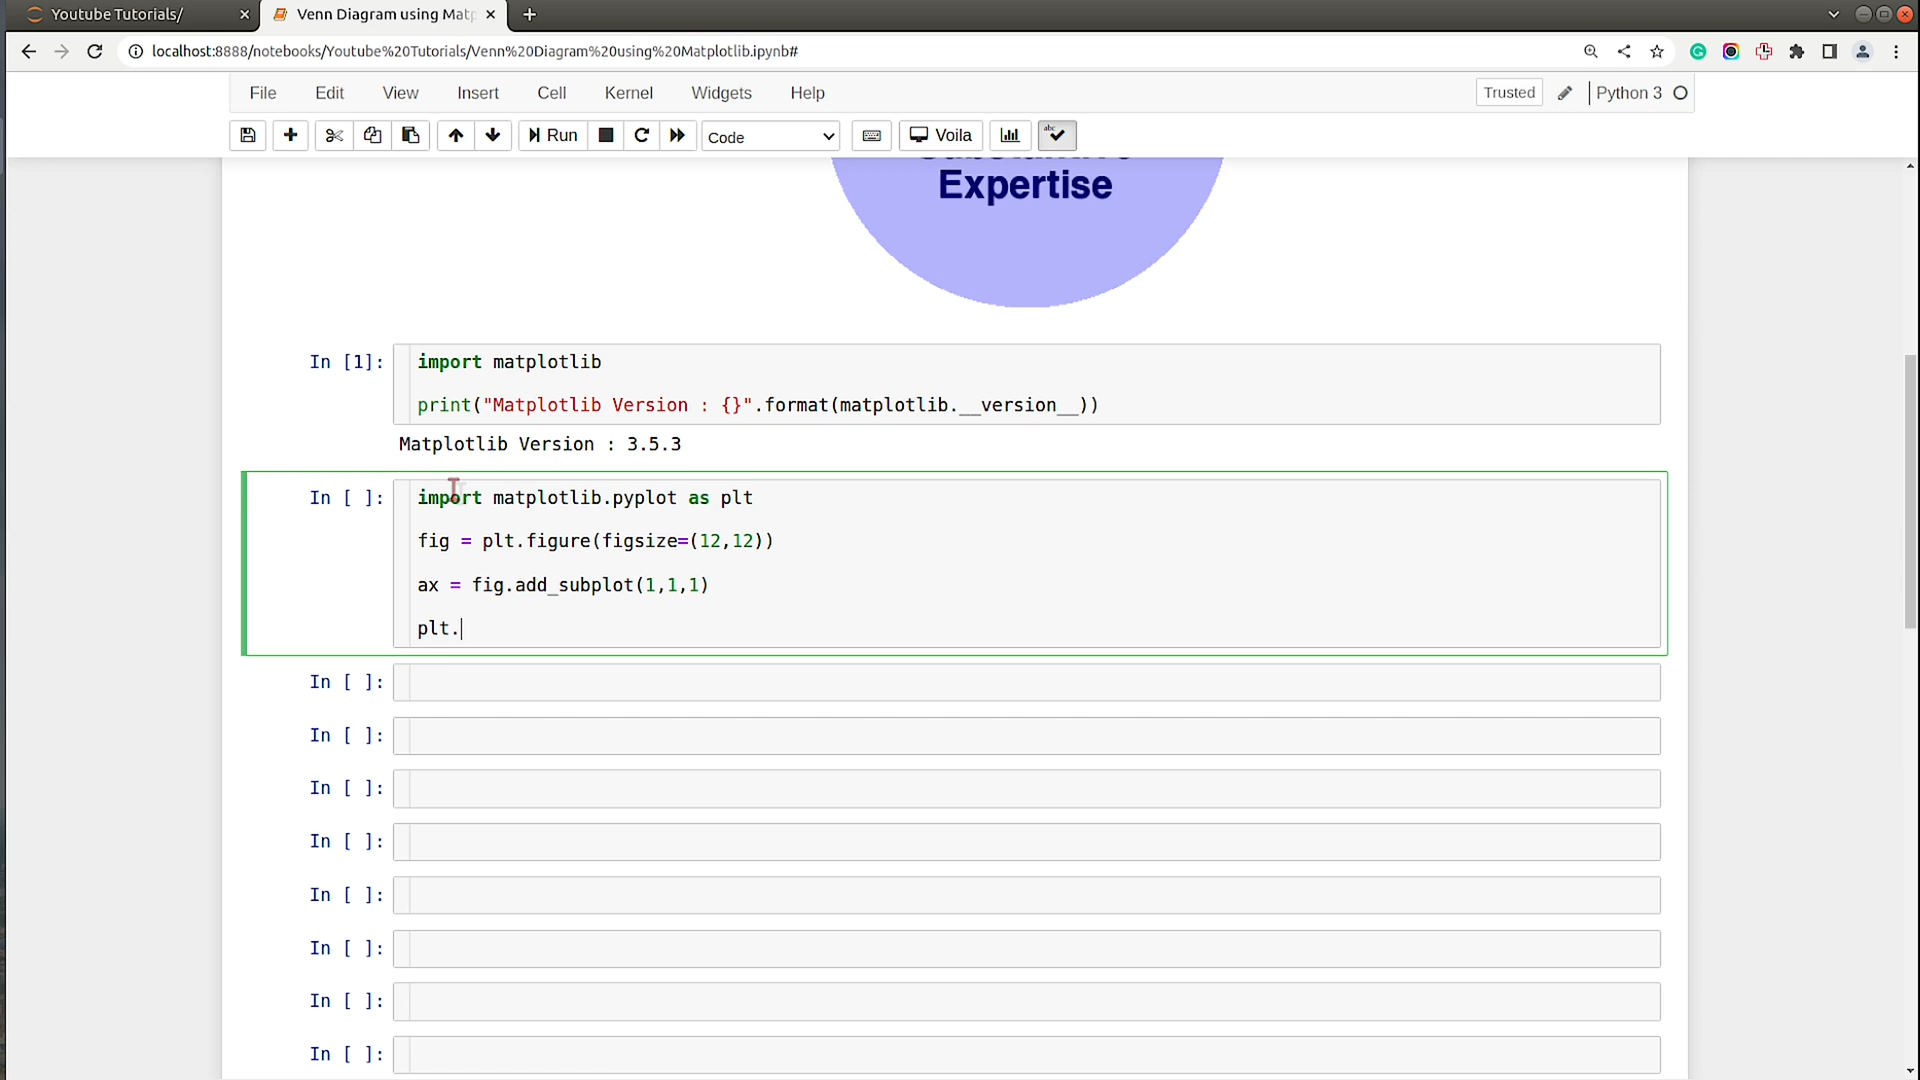 Youtube Tutorials/
Venn Diagram using Matp
localhost:8888/notebooks/Youtube%20Tutorials/Venn%20Diagram%20using%20Matplotlib.ipynb#
File Edit View Insert Cell Kernel Widgets Help Trusted Python 3
Run Code Voila abc
Expertise
In [1]: import matplotlib
print("Matplotlib Version : {}".format(matplotlib.__version__))
Matplotlib Version : 3.5.3
In [ ]: import matplotlib.pyplot as plt
fig = plt.figure(figsize=(12,12))
ax = fig.add_subplot(1,1,1)
plt.
In [ ]:
In [ ]:
In [ ]:
In [ ]:
In [ ]:
In [ ]:
In [ ]:
In [ ]: